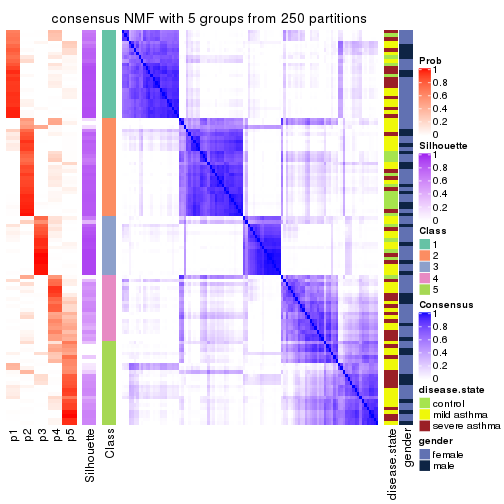 consensus NMF with 5 groups from 250 partitions
p1
p2
p3
p4
p5
Silhouette
Class
disease.state
gender
Prob
1
0.8
0.6
0.4
0.2
0
Silhouette
1
0.8
0.6
0.4
0.2
0
Class
1
2
3
4
5
Consensus
1
0.8
0.6
0.4
0.2
0
disease.state
control
mild asthma
severe asthma
gender
female
male